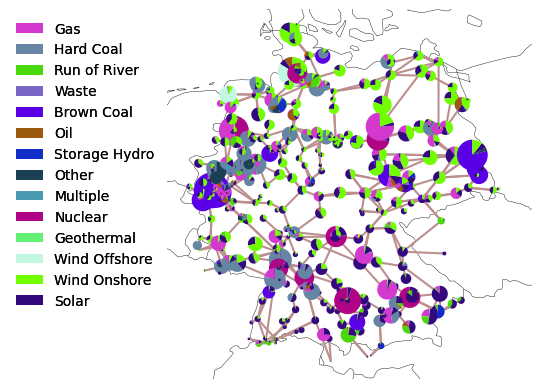 Gas
Hard Coal
Run of River
Waste
Brown Coal
Oil
Storage Hydro
Other
Multiple
Nuclear
Geothermal
Wind Offshore
Wind Onshore
Solar